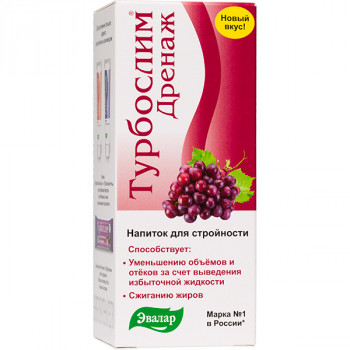 Новый
вкус!
Турбослим
Дренаж
Напиток для стройности
Способствует:
• Уменьшению объёмов и
отёков за счет выведения
избыточной жидкости
• Сжиганию жиров
Эвалар
Марка №1
в России*